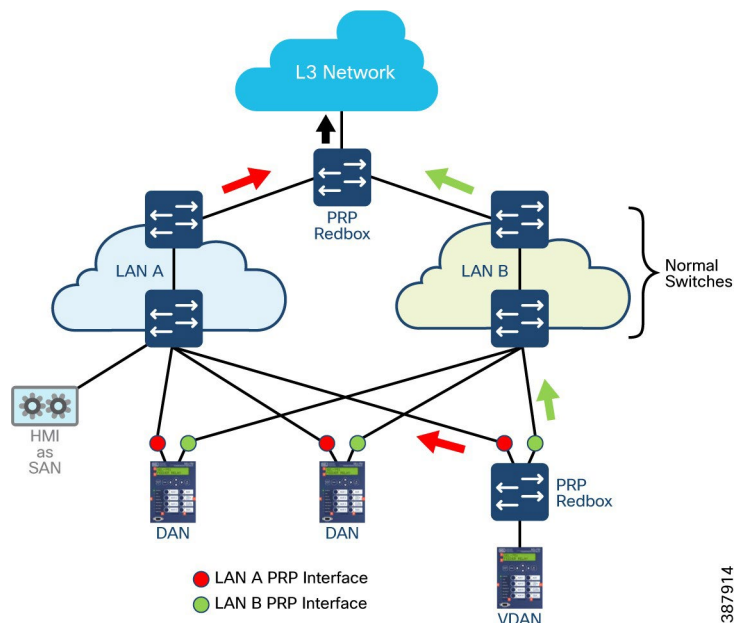 L3 Network
PRP
Redbox
LAN A
LAN B
Normal
Switches
HMI
as
SAN
DAN
DAN
PRP
Redbox
VDAN
LAN A PRP Interface
LAN B PRP Interface
387914